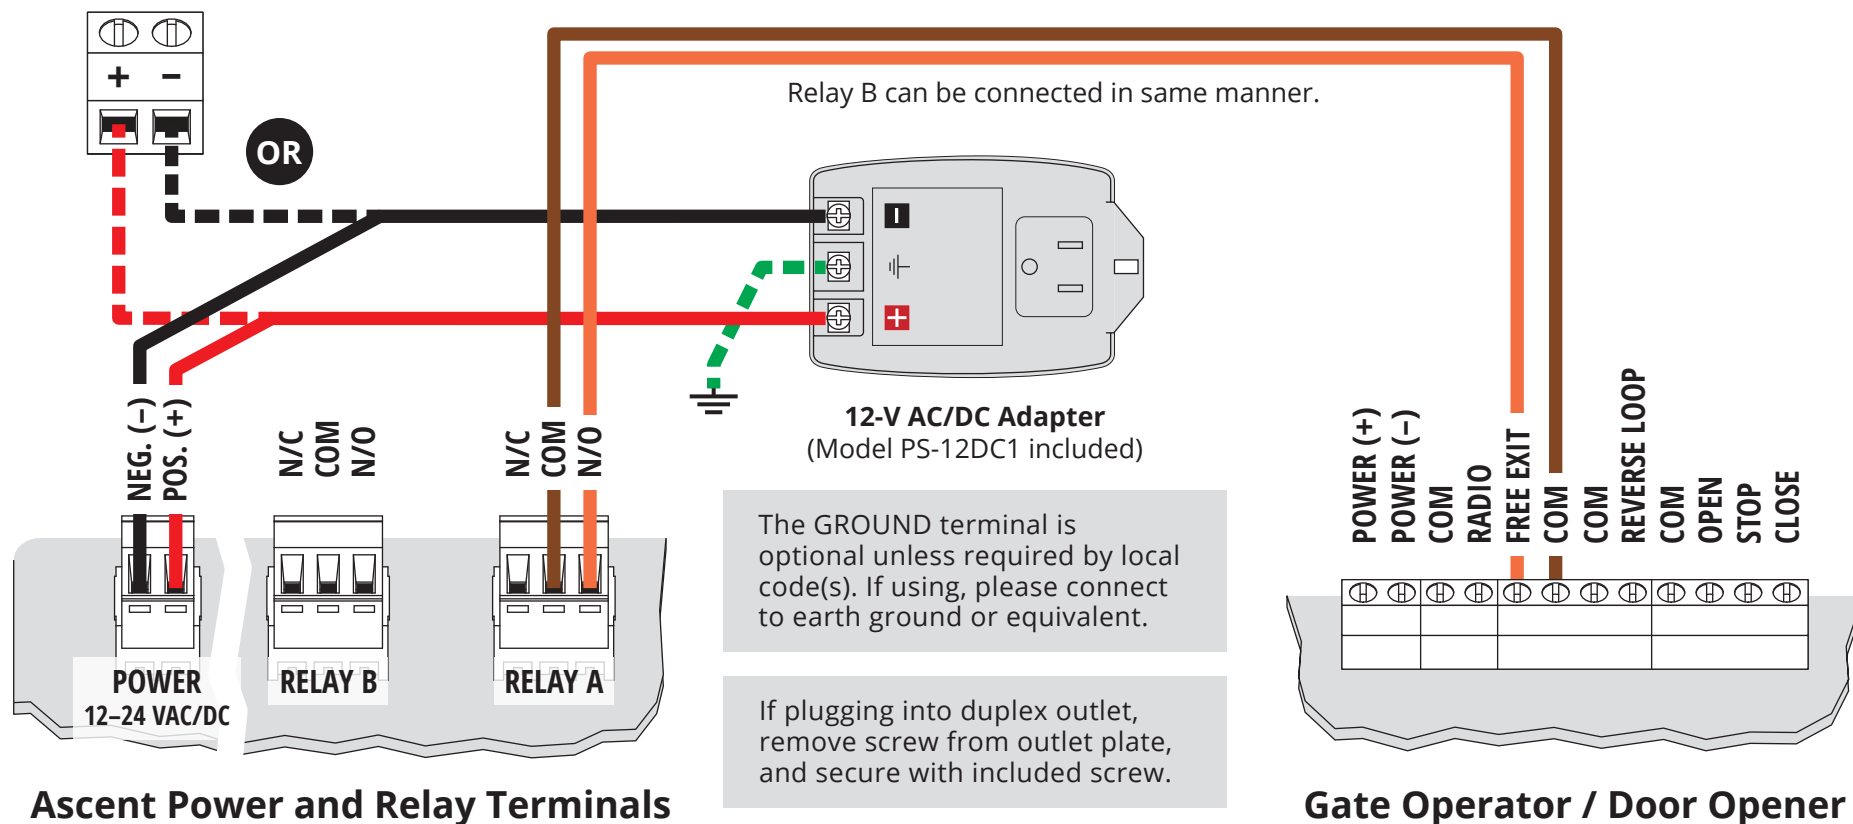 + −
OR
Relay B can be connected in same manner.
−
+
12-V AC/DC Adapter
(Model PS-12DC1 included)
NEG. (−)
POS. (+)
N/C
COM
N/O
N/C
COM
N/O
POWER (+)
POWER (−)
COM
RADIO
FREE EXIT
COM
COM
REVERSE LOOP
COM
OPEN
STOP
CLOSE
The GROUND terminal is
optional unless required by local
code(s). If using, please connect
to earth ground or equivalent.
POWER
12–24 VAC/DC
RELAY B
RELAY A
If plugging into duplex outlet,
remove screw from outlet plate,
and secure with included screw.
Ascent Power and Relay Terminals
Gate Operator / Door Opener